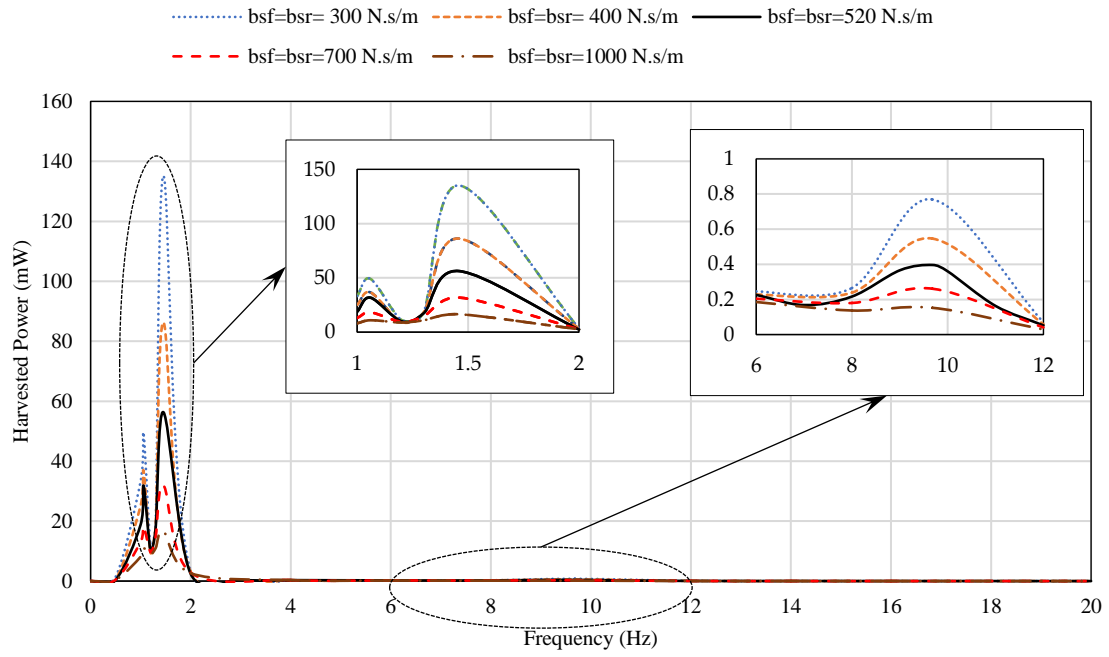 bsf=bsr= 300 N.s/m bsf=bsr= 400 N.s/m bsf=bsr=520 N.s/m
bsf=bsr=700 N.s/m bsf=bsr=1000 N.s/m
160
140
120
100
80
60
40
20
0
Harvested Power (mW)
150
100
50
0
1 1.5 2
1
0.8
0.6
0.4
0.2
0
6 8 10 12
0 2 4 6 8 10 12 14 16 18 20
Frequency (Hz)